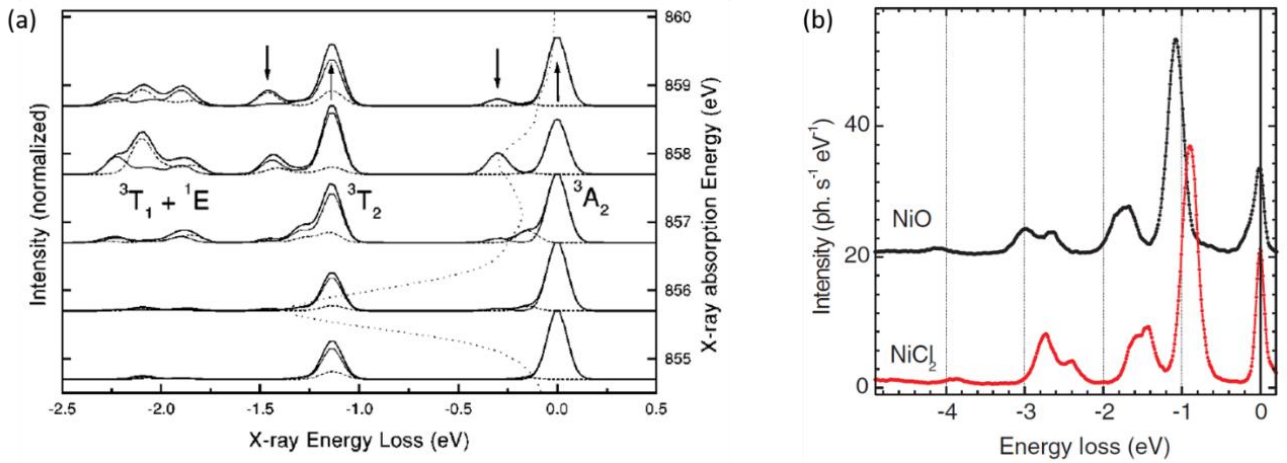 (a)
Intensity (normalized)
860
859
858
857
856
855
X-ray absorption Energy (eV)
³T₁ + ¹E
³T₂
³A₂
-2.5 -2.0 -1.5 -1.0 -0.5 0.0 0.5
X-ray Energy Loss (eV)
(b)
Intensity (ph. s⁻¹ eV⁻¹)
40
20
0
NiO
NiCl₂
-4 -3 -2 -1 0
Energy loss (eV)